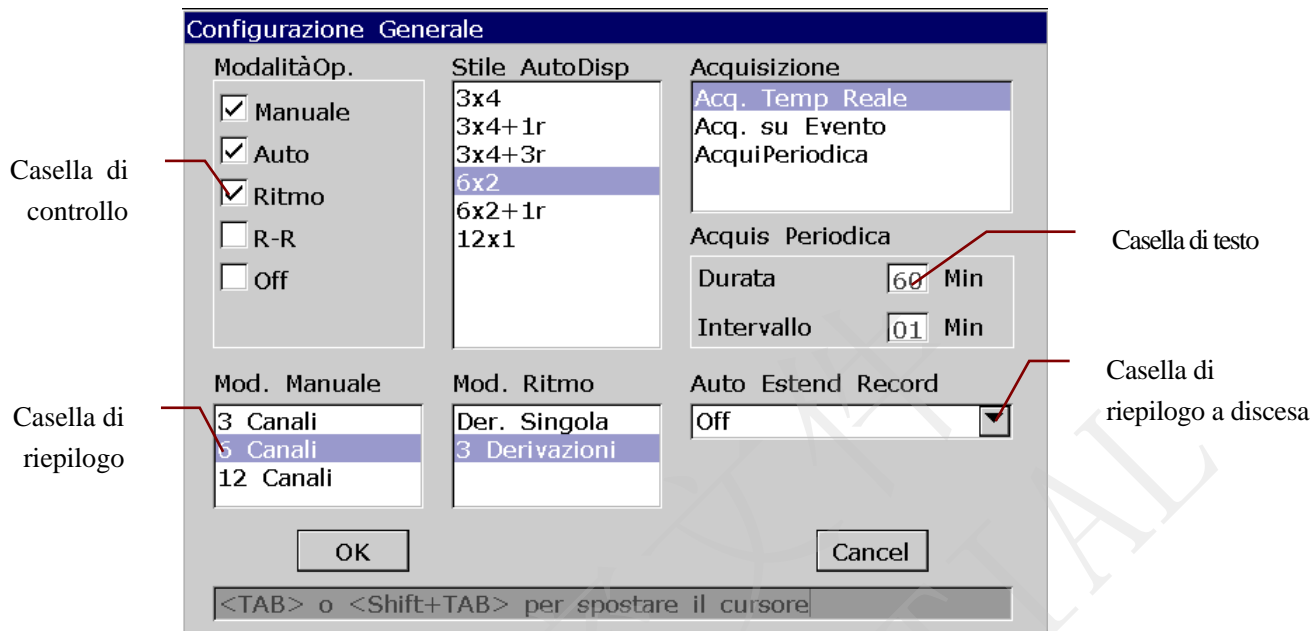 Configurazione Generale
ModalitàOp.
Manuale
Auto
Ritmo
R-R
Off
Stile AutoDisp
3x4
3x4+1r
3x4+3r
6x2
6x2+1r
12x1
Acquisizione
Acq. Temp Reale
Acq. su Evento
AcquiPeriodica
Acquis Periodica
Durata 60 Min
Intervallo 01 Min
Mod. Manuale
3 Canali
6 Canali
12 Canali
Mod. Ritmo
Der. Singola
3 Derivazioni
Auto Estend Record
Off
OK
Cancel
<TAB> o <Shift+TAB> per spostare il cursore
Casella di
controllo
Casella di
riepilogo
Casella di testo
Casella di
riepilogo a discesa